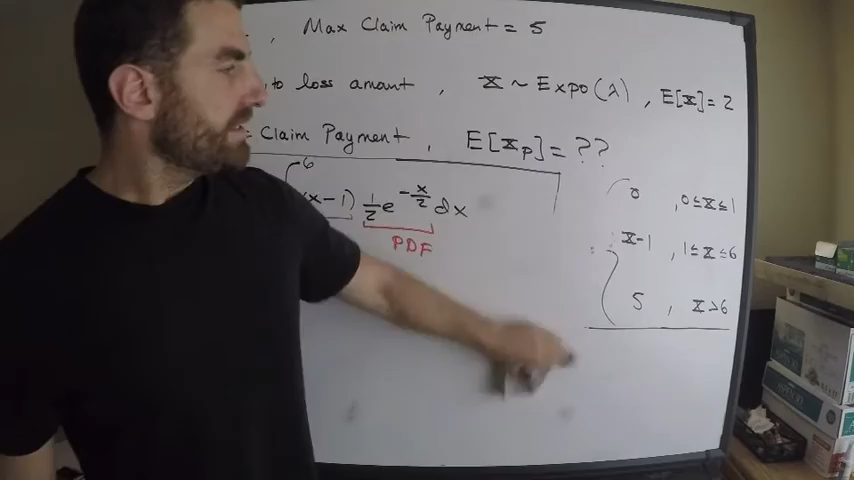 , Max Claim Payment = 5
to loss amount , X ~ Expo(λ) , E[X] = 2
= Claim Payment , E[X_P] = ??
6
(x-1) 1/2 e^{-x/2} dx
PDF
0 , 0≤X≤1
X-1 , 1≤X≤6
5 , X>6